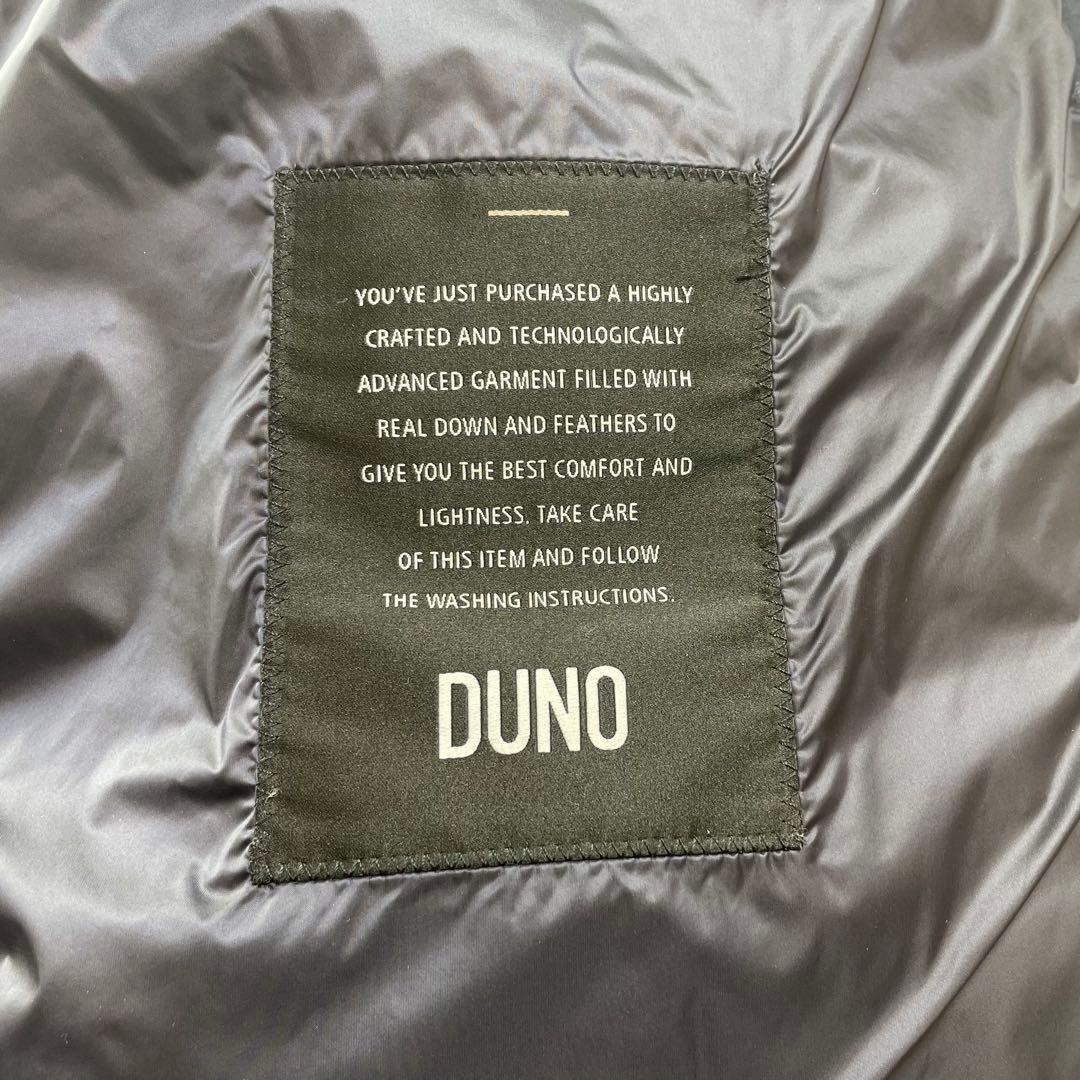 YOU'VE JUST PURCHASED A HIGHLY
CRAFTED AND TECHNOLOGICALLY
ADVANCED GARMENT FILLED WITH
REAL DOWN AND FEATHERS TO
GIVE YOU THE BEST COMFORT AND
LIGHTNESS. TAKE CARE
OF THIS ITEM AND FOLLOW
THE WASHING INSTRUCTIONS.
DUNO